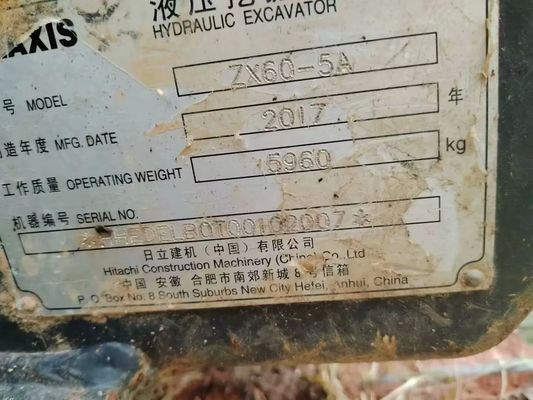 液压挖
AXIS HYDRAULIC EXCAVATOR
号 MODEL ZX60-5A
造年度 MFG. DATE 2017 年
工作质量 OPERATING WEIGHT 5960 kg
机器编号 SERIAL NO.
日立建机(中国)有限公司
Hitachi Construction Machinery (China) Co., Ltd
中国 安徽 合肥市南郊新城 8 号信箱
P. O. Box No. 8 South Suburbs New City Hefei, Anhui, China